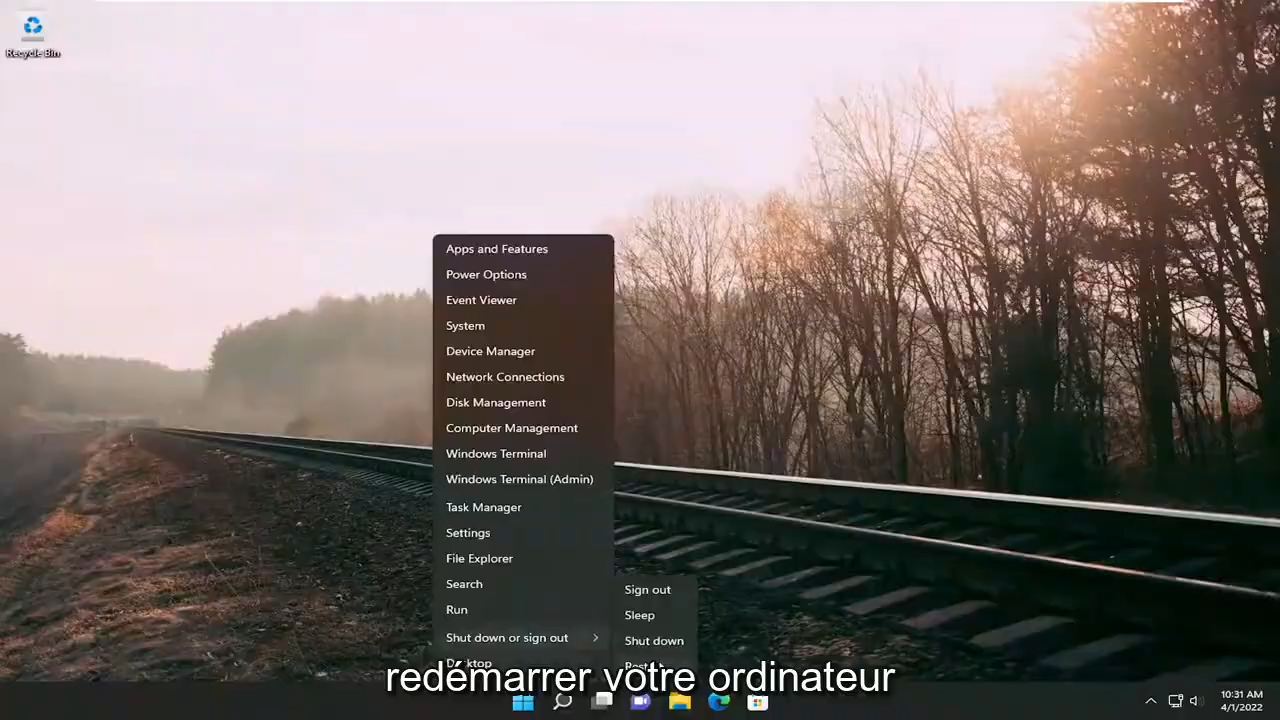 Recycle Bin
Apps and Features
Power Options
Event Viewer
System
Device Manager
Network Connections
Disk Management
Computer Management
Windows Terminal
Windows Terminal (Admin)
Task Manager
Settings
File Explorer
Search
Run
Shut down or sign out
Desktop
Sign out
Sleep
Shut down
Restart
redémarrer votre ordinateur
10:31 AM
4/1/2022